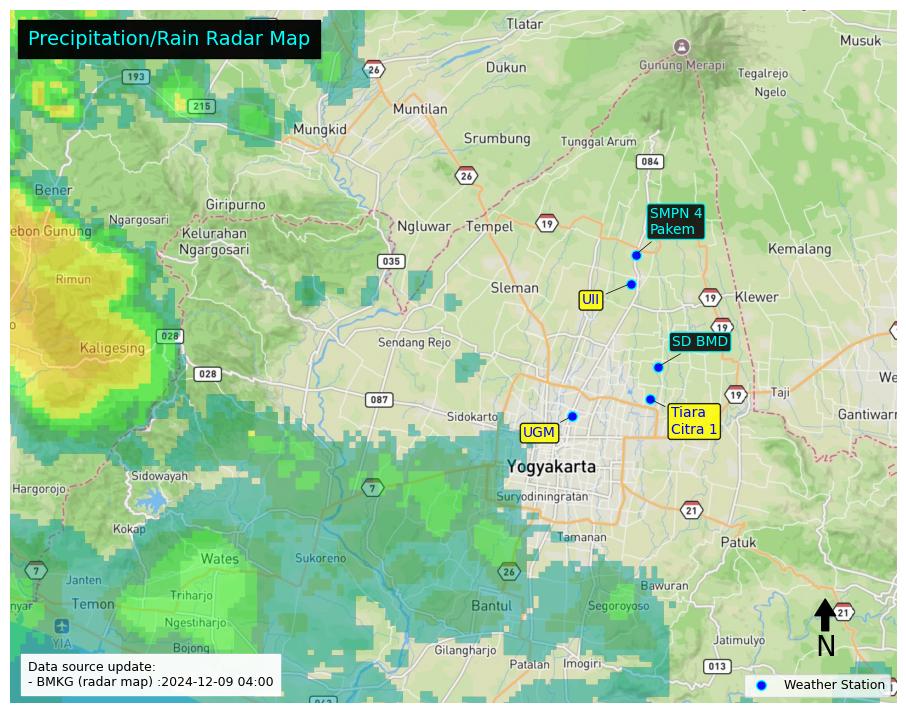 Precipitation/Rain Radar Map
Tlatar
Musuk
26
Gunung Merapi
Dukun
Tegalrejo
193
Ngelo
215
Muntilan
Mungkid
Srumbung
Tunggal Arum
084
26
Bener
Giripurno
SMPN 4
Pakem
Ngargosari
Ngluwar
Tempel
19
ebon Gunung
Kelurahan
Ngargosari
Kemalang
035
Rimun
Sleman
UII
19
Klewer
19
028
Sendang Rejo
SD BMD
Kaligesing
028
We
087
19
Taji
Sidokarto
Tiara
Citra 1
Gantiwarn
UGM
Yogyakarta
Sidowayah
Hargorojo
7
Suryodiningratan
21
Kokap
Tamanan
Patuk
Wates
Sukoreno
7
26
Janten
Bawuran
Temon
Triharjo
Bantul
Segoroyoso
nyar
21
Ngestiharjo
YIA
Jatimulyo
N
Bojong
Gilangharjo
Patalan
Imogiri
013
Data source update:
- BMKG (radar map) :2024-12-09 04:00
Weather Station